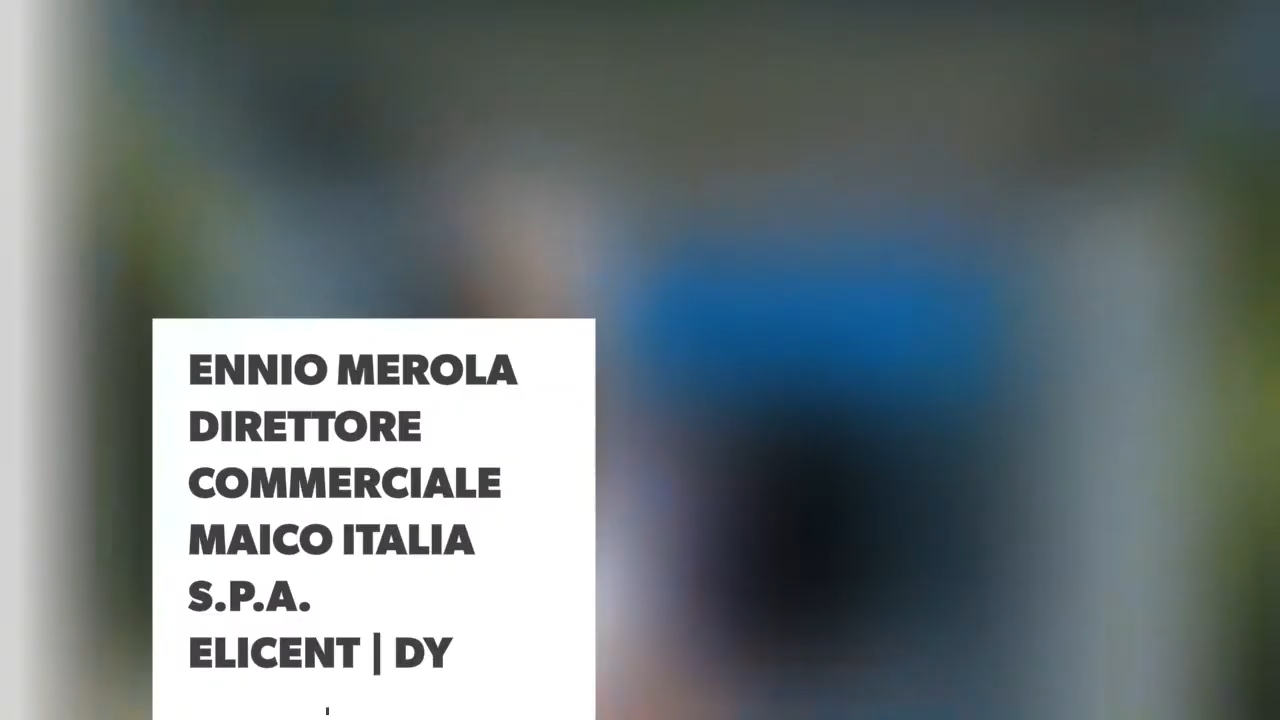 ENNIO MEROLA
DIRETTORE
COMMERCIALE
MAICO ITALIA
S.P.A.
ELICENT | DY